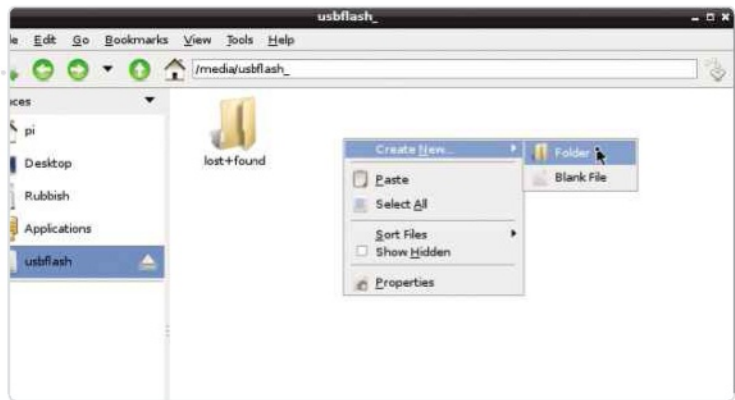 usbflash_
le Edit Go Bookmarks View Tools Help
/media/usbflash_
ces
pi
Desktop
Rubbish
Applications
usbflash
lost+found
Create New...
Paste
Select All
Sort Files
Show Hidden
Properties
Folder
Blank File